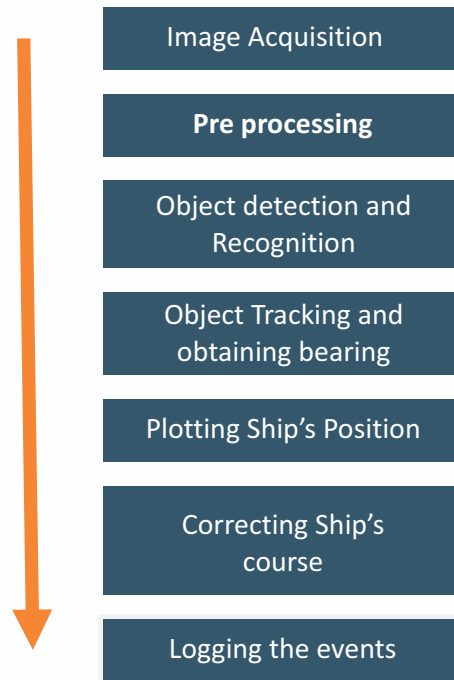 Image Acquisition
Pre processing
Object detection and
Recognition
Object Tracking and
obtaining bearing
Plotting Ship’s Position
Correcting Ship’s
course
Logging the events